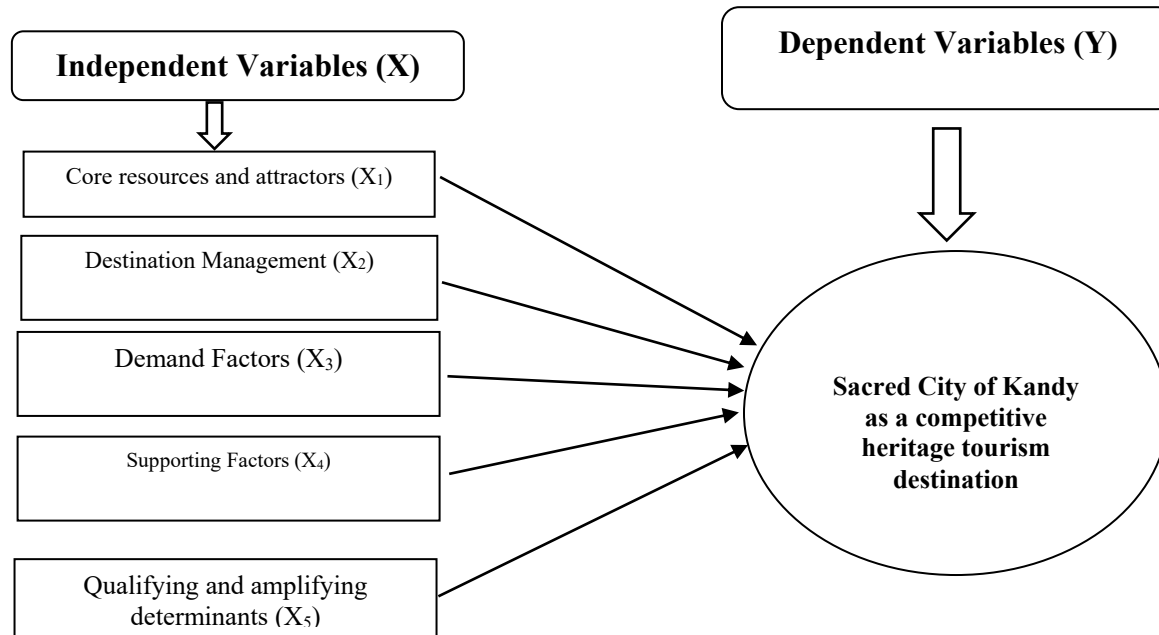 Independent Variables (X)
Dependent Variables (Y)
Core resources and attractors (X₁)
Destination Management (X₂)
Demand Factors (X₃)
Supporting Factors (X₄)
Qualifying and amplifying
determinants (X₅)
Sacred City of Kandy
as a competitive
heritage tourism
destination